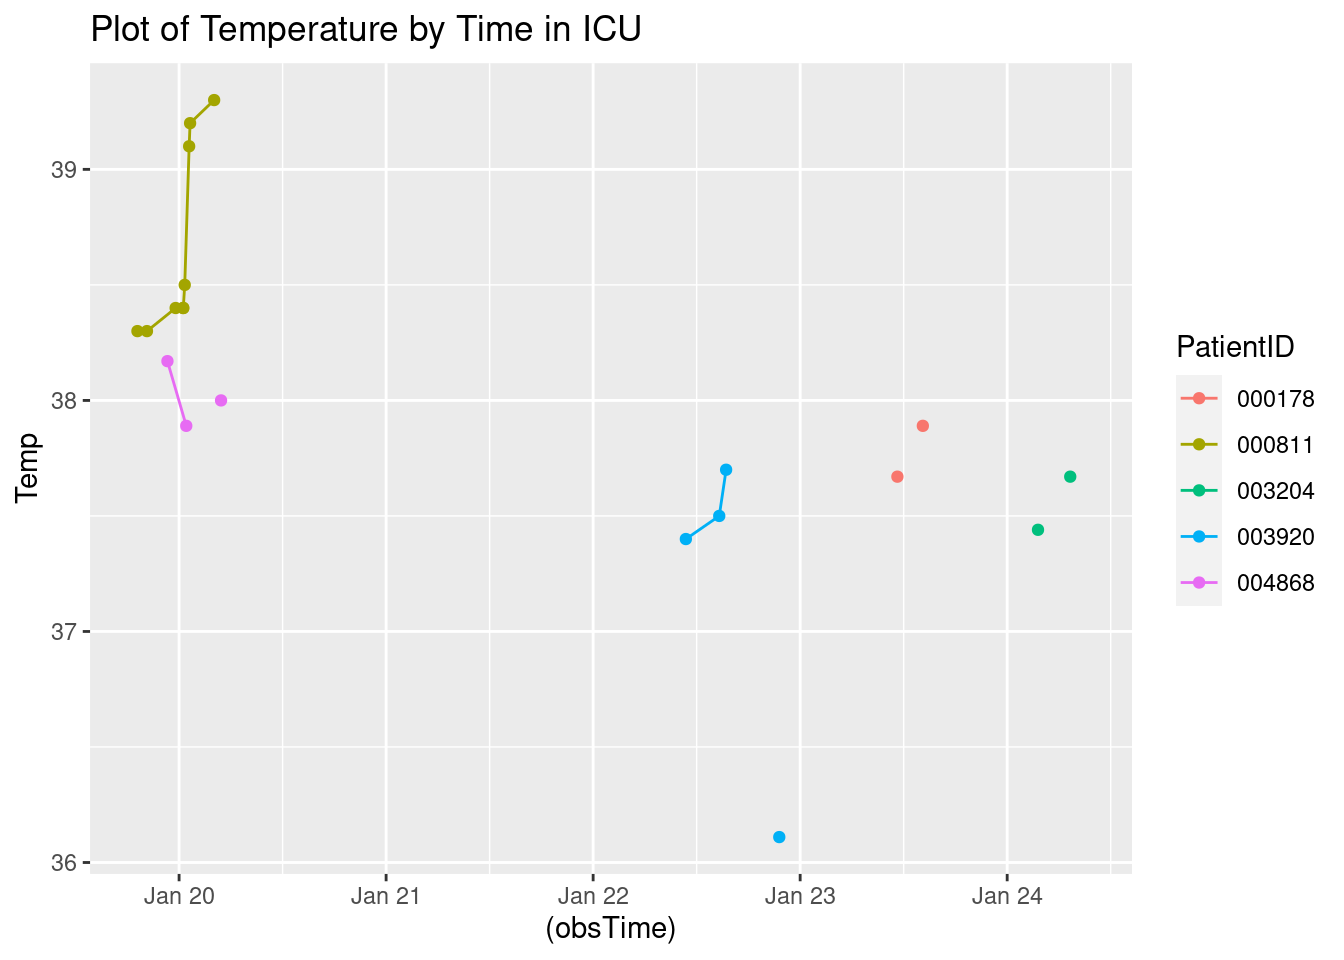 Plot of Temperature by Time in ICU
39
38
37
36
Temp
Jan 20 Jan 21 Jan 22 Jan 23 Jan 24
(obsTime)
PatientID
000178
000811
003204
003920
004868